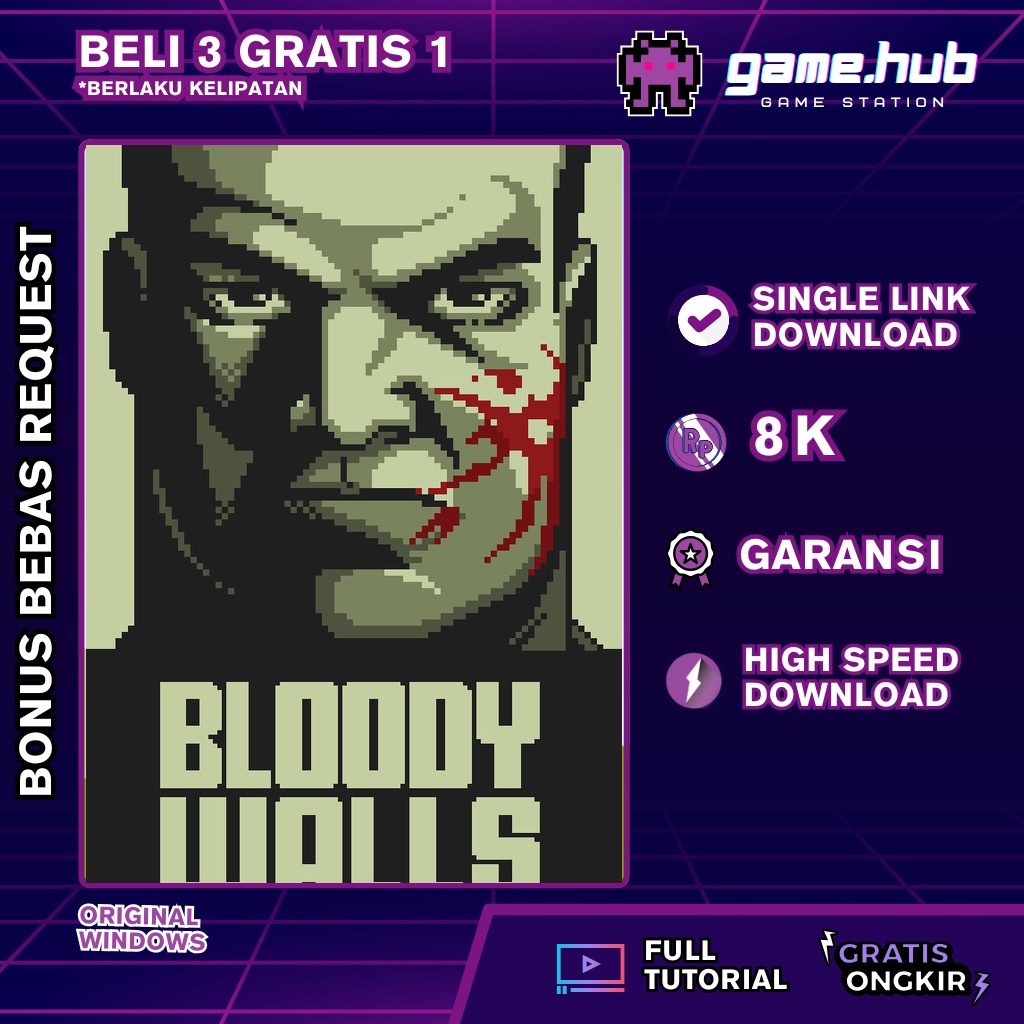 BELI 3 GRATIS 1
*BERLAKU KELIPATAN
game.hub
GAME STATION
BONUS BEBAS REQUEST
BLOODY
WALLS
SINGLE LINK
DOWNLOAD
Rp
8K
GARANSI
HIGH SPEED
DOWNLOAD
ORIGINAL
WINDOWS
FULL
TUTORIAL
GRATIS
ONGKIR